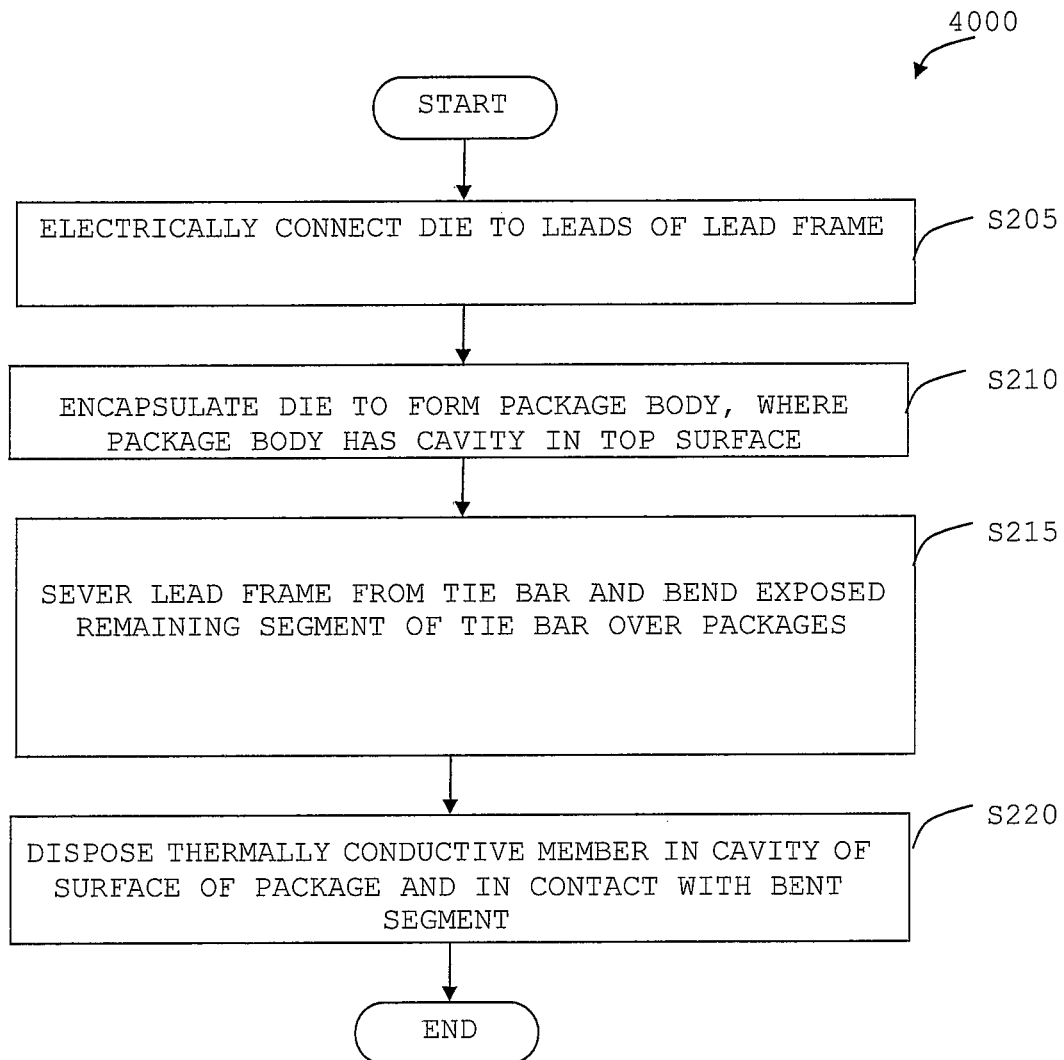 4000
START
ELECTRICALLY CONNECT DIE TO LEADS OF LEAD FRAME
S205
ENCAPSULATE DIE TO FORM PACKAGE BODY, WHERE
PACKAGE BODY HAS CAVITY IN TOP SURFACE
S210
SEVER LEAD FRAME FROM TIE BAR AND BEND EXPOSED
REMAINING SEGMENT OF TIE BAR OVER PACKAGES
S215
DISPOSE THERMALLY CONDUCTIVE MEMBER IN CAVITY OF
SURFACE OF PACKAGE AND IN CONTACT WITH BENT
SEGMENT
S220
END